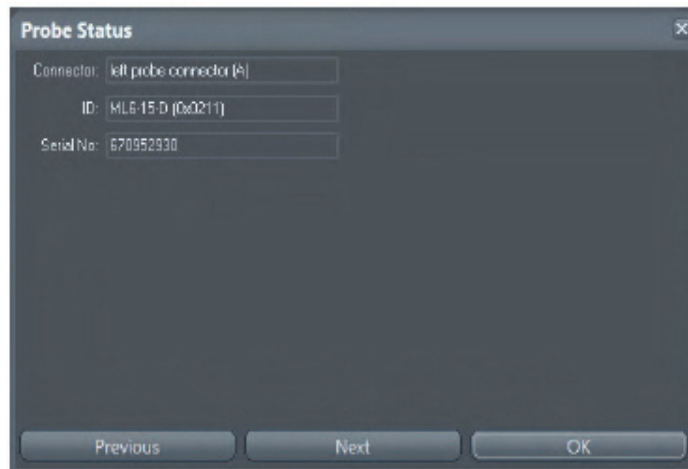 Probe Status
Connector: left probe connector (A)
ID: ML6-15-D (0x0211)
Serial No: 670952930
Previous Next OK